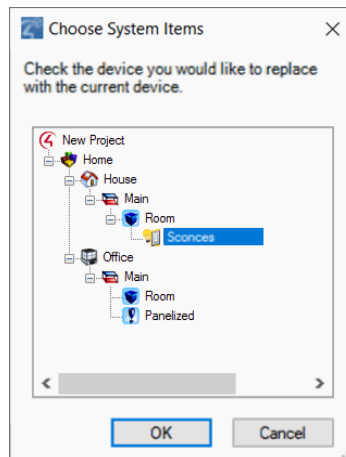 Choose System Items
Check the device you would like to replace
with the current device.
New Project
Home
House
Main
Room
Sconces
Office
Main
Room
Panelized
OK
Cancel